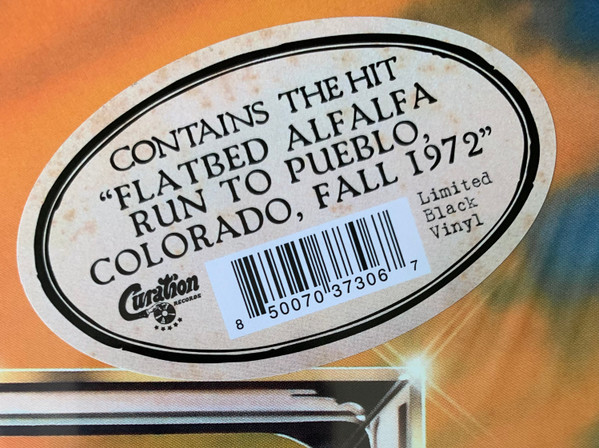 CONTAINS THE HIT
“FLATBED ALFALFA
RUN TO PUEBLO,
COLORADO, FALL 1972”
Limited
Black
Vinyl
Curation
RECORDS
8 50070 37306 7